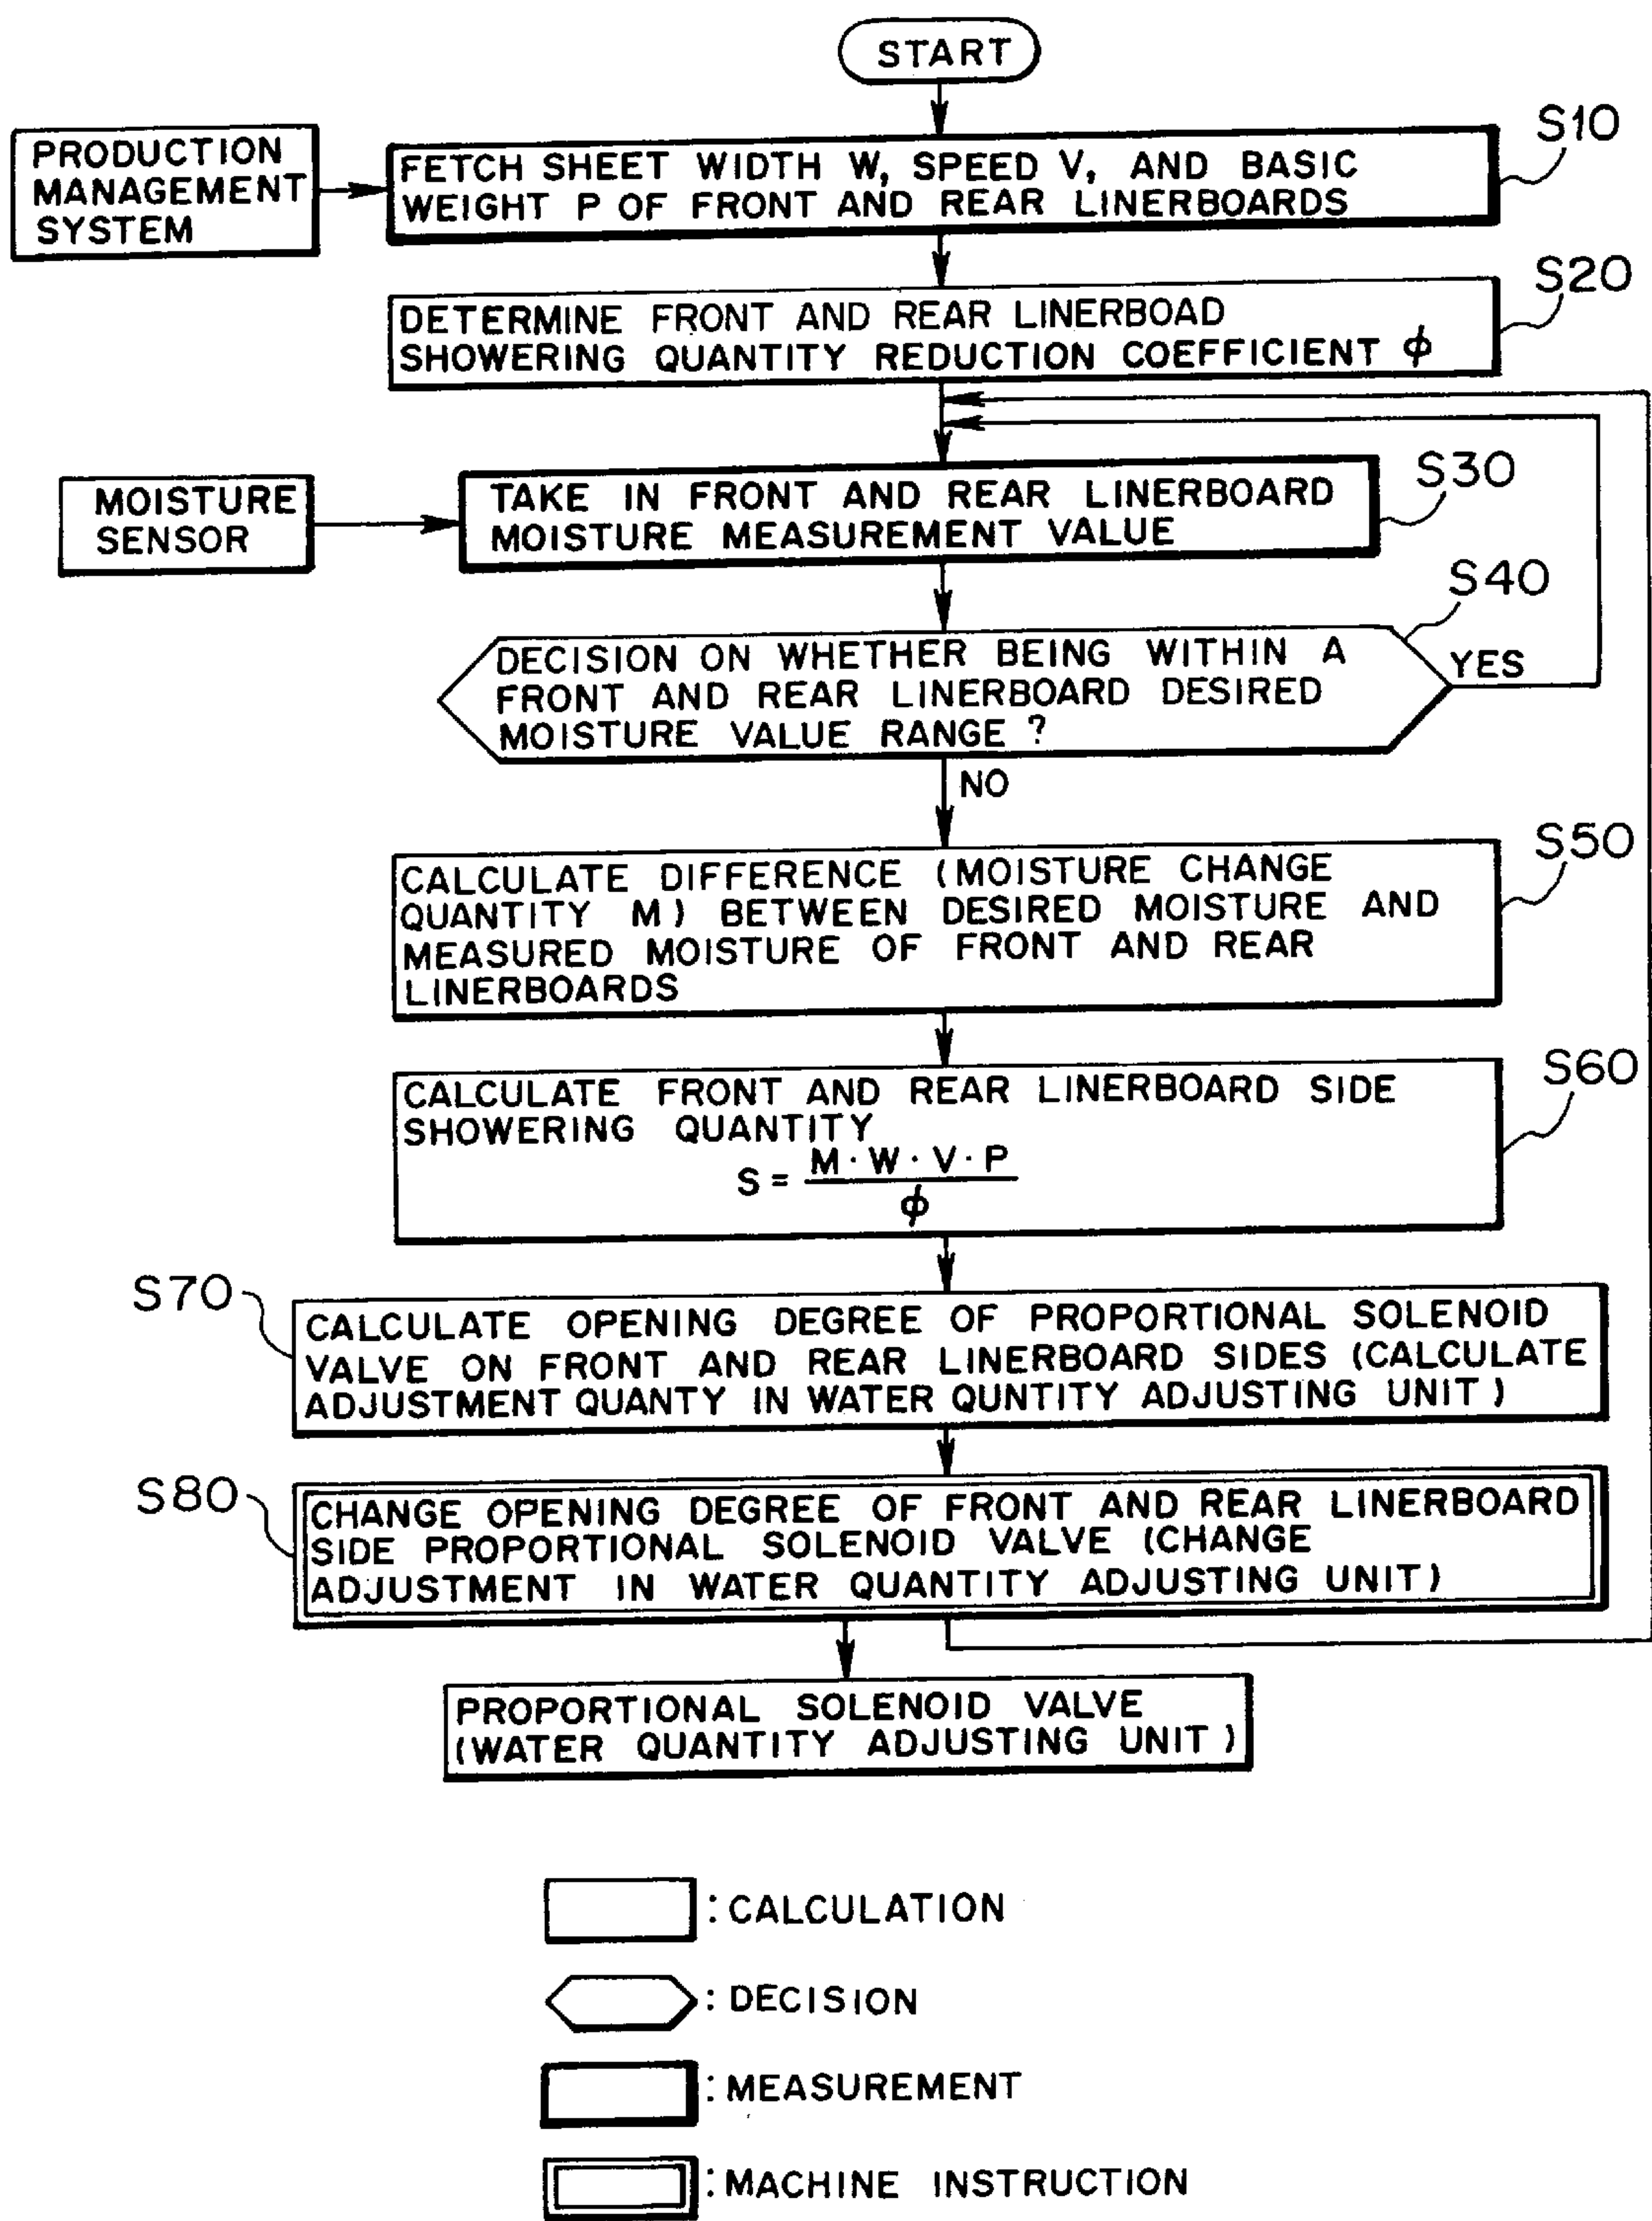 START
PRODUCTION
MANAGEMENT
SYSTEM
FETCH SHEET WIDTH W, SPEED V, AND BASIC
WEIGHT P OF FRONT AND REAR LINERBOARDS
S10
DETERMINE FRONT AND REAR LINERBOAD
SHOWERING QUANTITY REDUCTION COEFFICIENT ϕ
S20
MOISTURE
SENSOR
TAKE IN FRONT AND REAR LINERBOARD
MOISTURE MEASUREMENT VALUE
S30
DECISION ON WHETHER BEING WITHIN A
FRONT AND REAR LINERBOARD DESIRED
MOISTURE VALUE RANGE ?
S40
YES
NO
CALCULATE DIFFERENCE (MOISTURE CHANGE
QUANTITY M) BETWEEN DESIRED MOISTURE AND
MEASURED MOISTURE OF FRONT AND REAR
LINERBOARDS
S50
CALCULATE FRONT AND REAR LINERBOARD SIDE
SHOWERING QUANTITY
S = M · W · V · P / ϕ
S60
S70
CALCULATE OPENING DEGREE OF PROPORTIONAL SOLENOID
VALVE ON FRONT AND REAR LINERBOARD SIDES (CALCULATE
ADJUSTMENT QUANTY IN WATER QUNTITY ADJUSTING UNIT)
S80
CHANGE OPENING DEGREE OF FRONT AND REAR LINERBOARD
SIDE PROPORTIONAL SOLENOID VALVE (CHANGE
ADJUSTMENT IN WATER QUANTITY ADJUSTING UNIT)
PROPORTIONAL SOLENOID VALVE
(WATER QUANTITY ADJUSTING UNIT)
: CALCULATION
: DECISION
: MEASUREMENT
: MACHINE INSTRUCTION